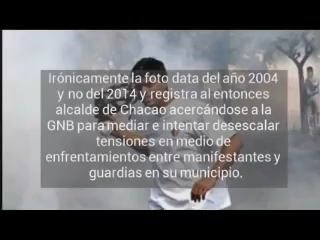 Irónicamente la foto data del año 2004
y no del 2014 y registra al entonces
alcalde de Chacao acercándose a la
GNB para mediar e intentar desescalar
tensiones en medio de
enfrentamientos entre manifestantes y
guardias en su municipio.